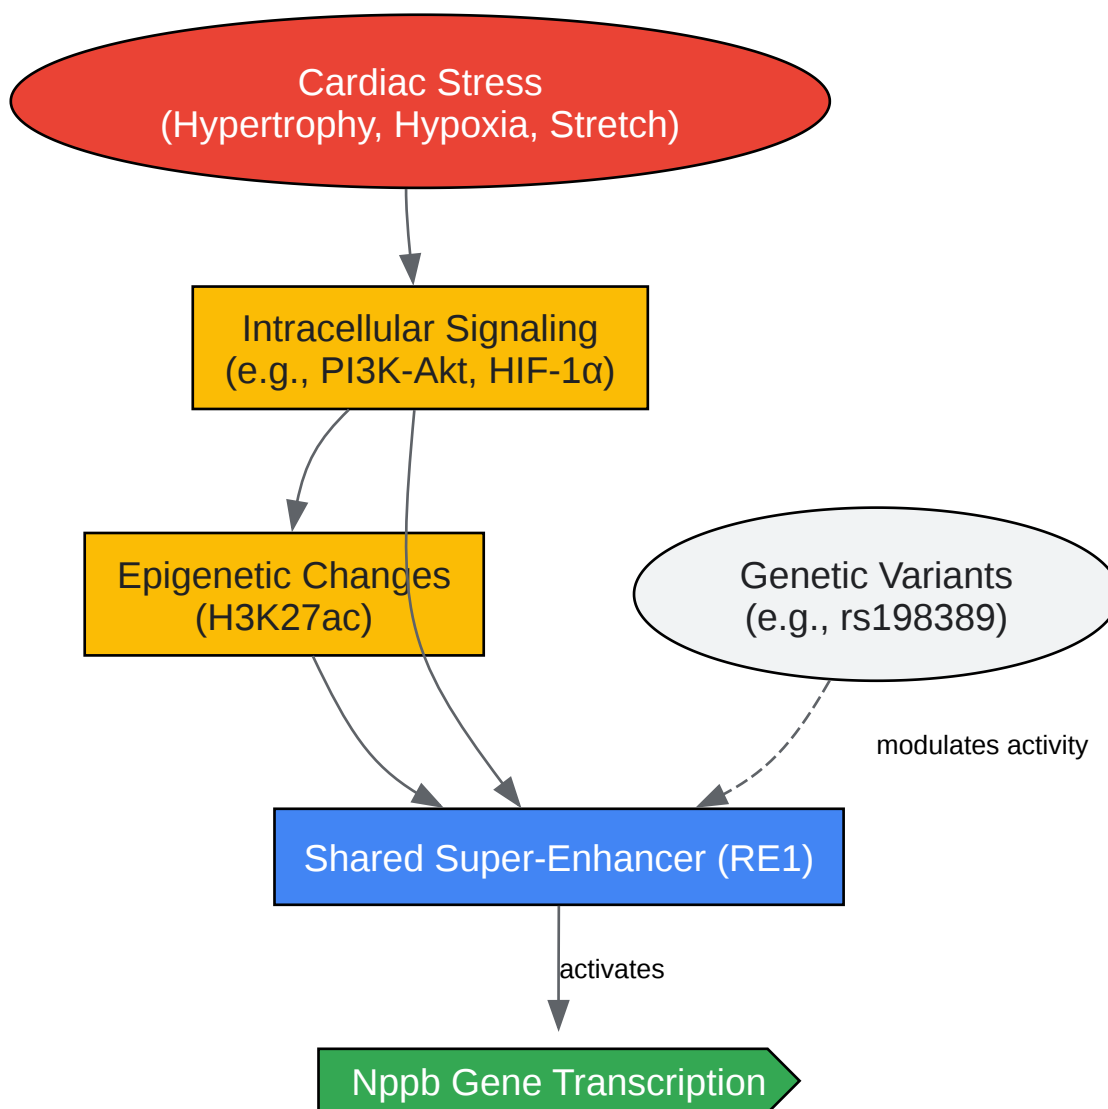 Cardiac Stress
(Hypertrophy, Hypoxia, Stretch)
Intracellular Signaling
(e.g., PI3K-Akt, HIF-1α)
Epigenetic Changes
(H3K27ac)
Genetic Variants
(e.g., rs198389)
modulates activity
Shared Super-Enhancer (RE1)
activates
Nppb Gene Transcription